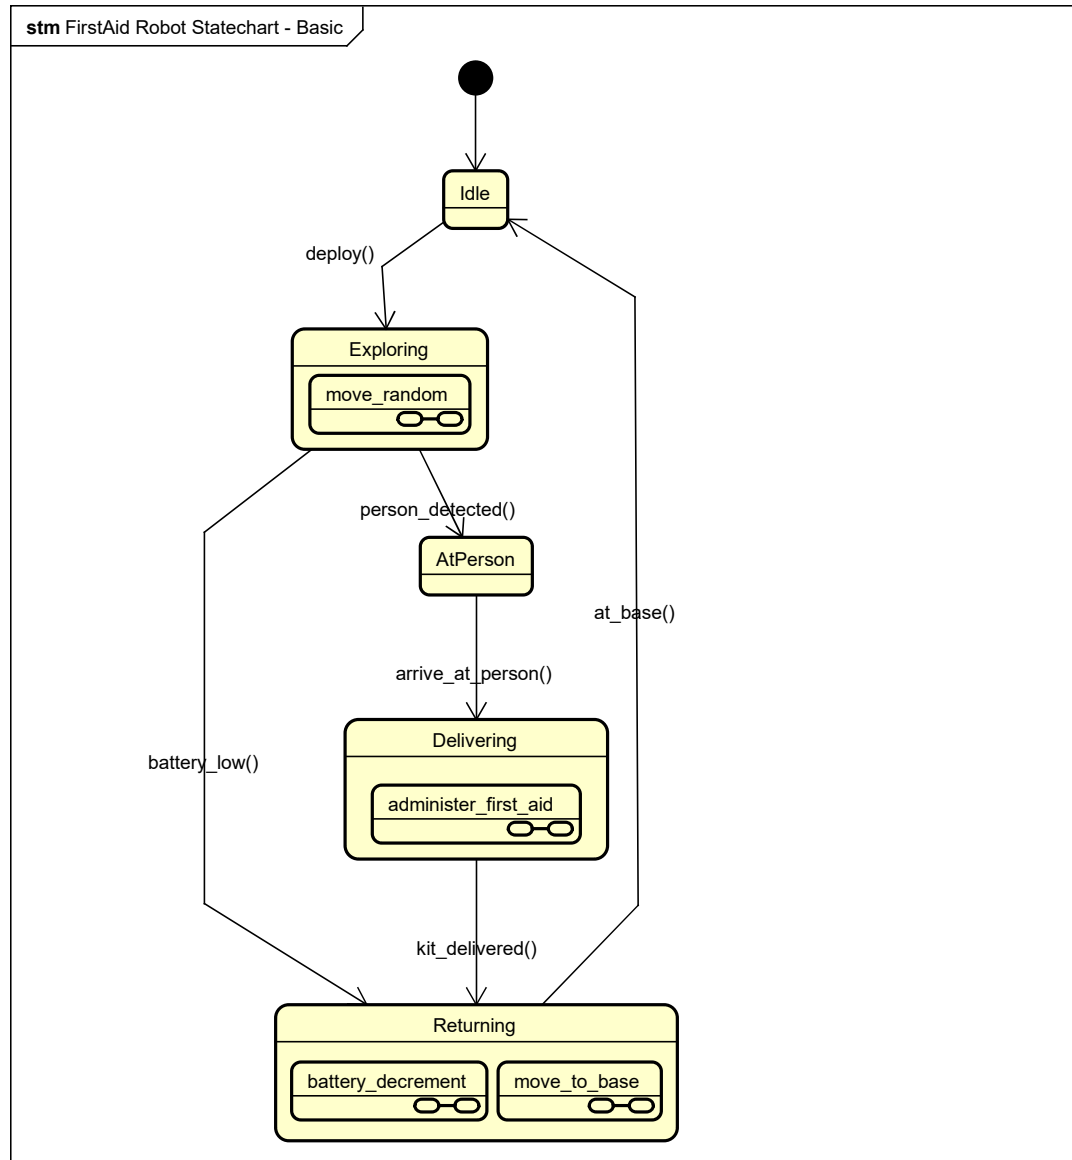 stm FirstAid Robot Statechart - Basic
Idle
deploy()
Exploring
move_random
person_detected()
AtPerson
at_base()
arrive_at_person()
Delivering
battery_low()
administer_first_aid
kit_delivered()
Returning
battery_decrement
move_to_base